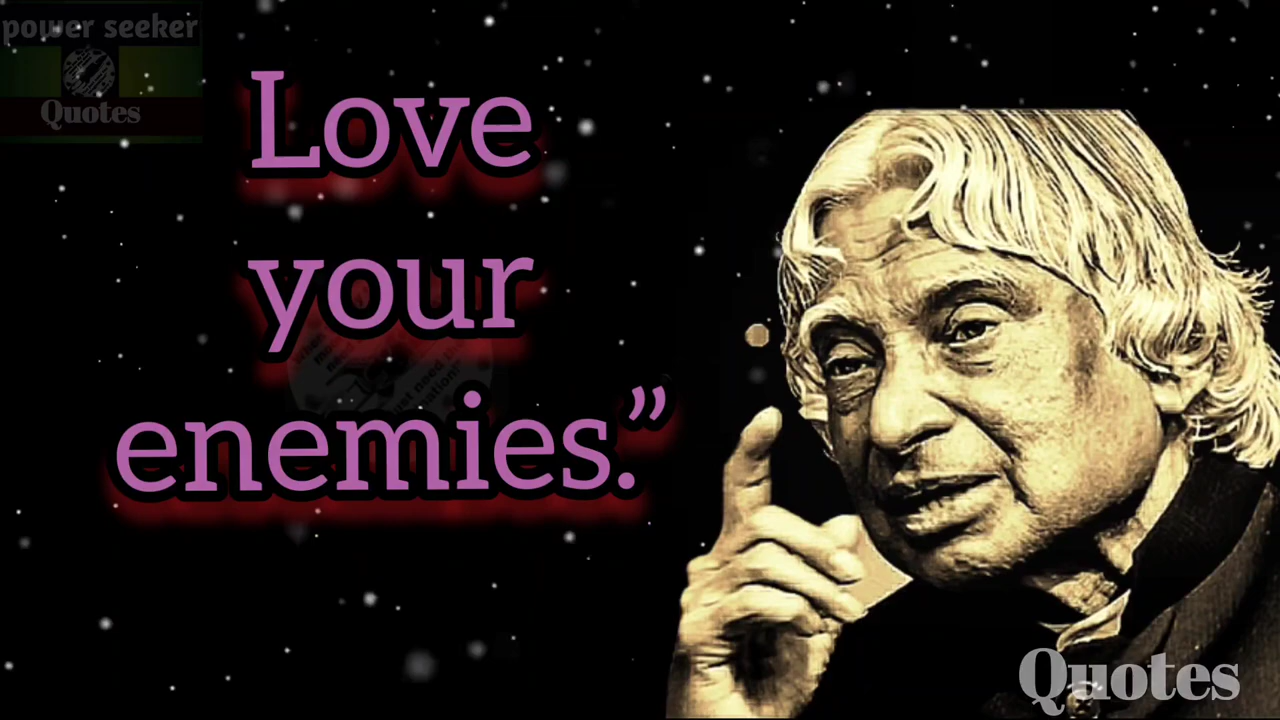 power seeker
Quotes
Love
your
enemies.”
Quotes